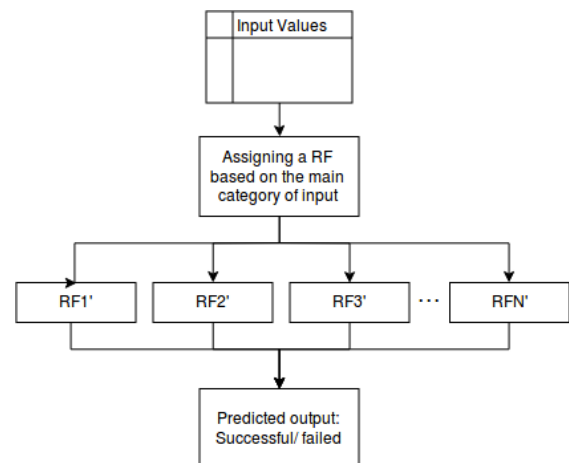 Input Values
Assigning a RF
based on the main
category of input
RF1' RF2' RF3' ... RFN'
Predicted output:
Successful/ failed